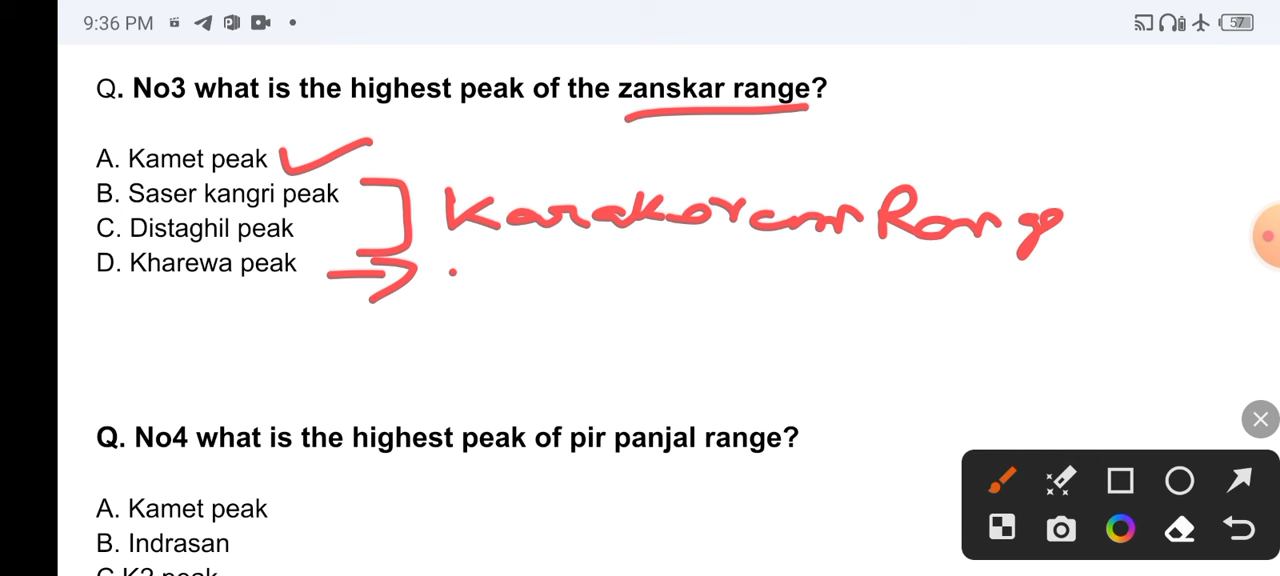 9:36 PM
57
Q. No3 what is the highest peak of the zanskar range?
A. Kamet peak
B. Saser kangri peak
C. Distaghil peak
D. Kharewa peak
Karakoram Range
Q. No4 what is the highest peak of pir panjal range?
A. Kamet peak
B. Indrasan
C K2 peak